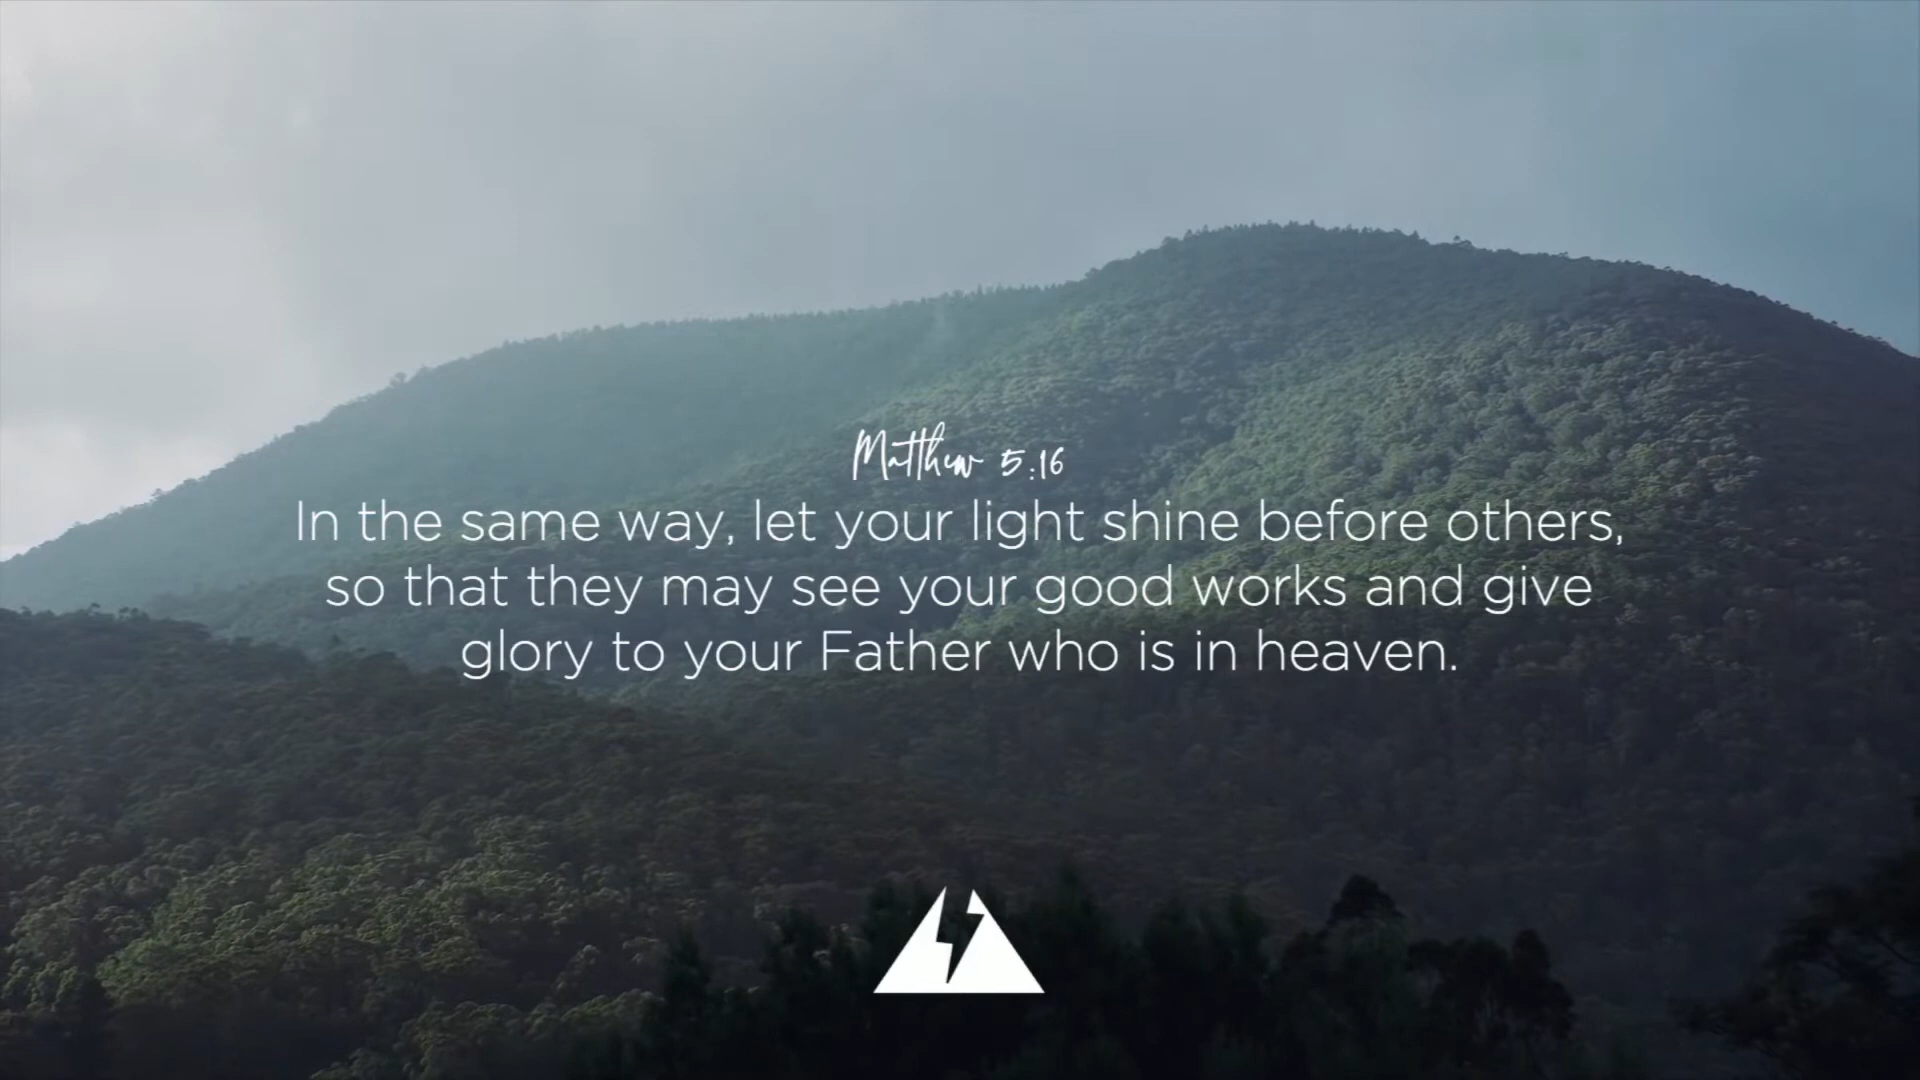 Matthew 5:16
In the same way, let your light shine before others,
so that they may see your good works and give
glory to your Father who is in heaven.